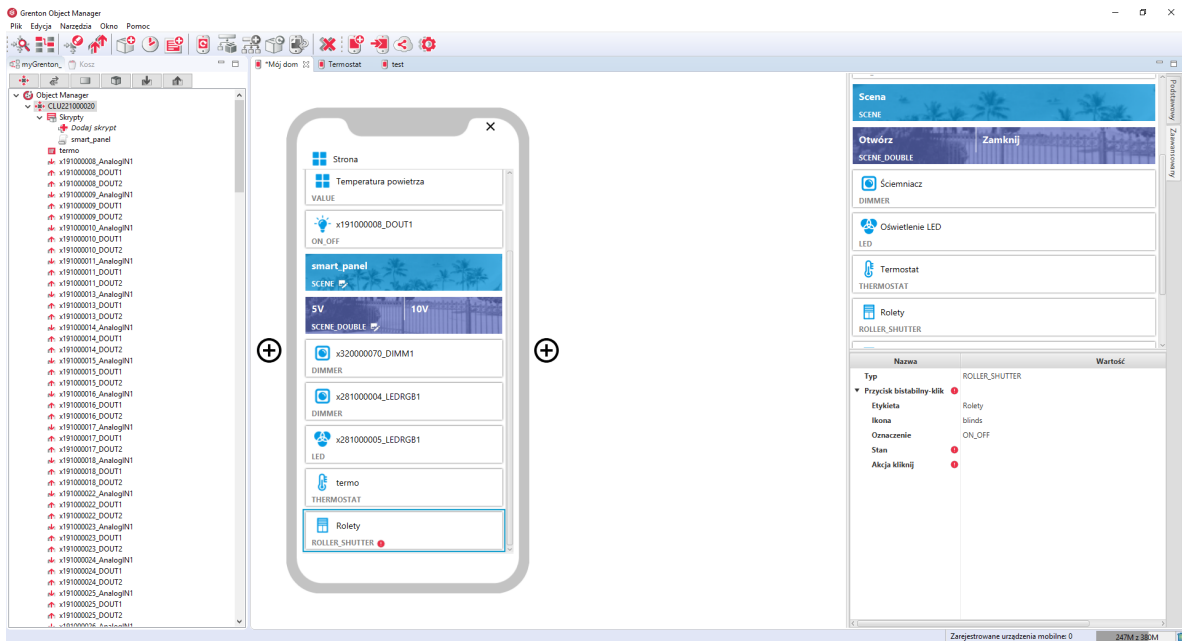 Grenton Object Manager
Plik Edycja Narzędzia Okno Pomoc
myGrenton_ Kosz
*Mój dom Termostat test
Object Manager
CLU221000020
Skrypty
Dodaj skrypt
smart_panel
termo
x191000008_AnalogIN1
x191000008_DOUT1
x191000008_DOUT2
x191000009_AnalogIN1
x191000009_DOUT1
x191000009_DOUT2
x191000010_AnalogIN1
x191000010_DOUT1
x191000010_DOUT2
x191000011_AnalogIN1
x191000011_DOUT1
x191000011_DOUT2
x191000013_AnalogIN1
x191000013_DOUT1
x191000013_DOUT2
x191000014_AnalogIN1
x191000014_DOUT1
x191000014_DOUT2
x191000015_AnalogIN1
x191000015_DOUT1
x191000015_DOUT2
x191000016_AnalogIN1
x191000016_DOUT1
x191000016_DOUT2
x191000017_AnalogIN1
x191000017_DOUT1
x191000017_DOUT2
x191000018_AnalogIN1
x191000018_DOUT1
x191000018_DOUT2
x191000022_AnalogIN1
x191000022_DOUT1
x191000022_DOUT2
x191000023_AnalogIN1
x191000023_DOUT1
x191000023_DOUT2
x191000024_AnalogIN1
x191000024_DOUT1
x191000024_DOUT2
x191000025_AnalogIN1
x191000025_DOUT1
x191000025_DOUT2
x191000026_AnalogIN1
Strona
Temperatura powietrza
VALUE
x191000008_DOUT1
ON_OFF
smart_panel
SCENE
5V 10V
SCENE_DOUBLE
x320000070_DIMM1
DIMMER
x281000004_LEDRGB1
DIMMER
x281000005_LEDRGB1
LED
termo
THERMOSTAT
Rolety
ROLLER_SHUTTER
Scena
SCENE
Otwórz Zamknij
SCENE_DOUBLE
Ściemniacz
DIMMER
Oświetlenie LED
LED
Termostat
THERMOSTAT
Rolety
ROLLER_SHUTTER
Podstawowy
Zaawansowany
Nazwa Wartość
Typ ROLLER_SHUTTER
Przycisk bistabilny-klik
Etykieta Rolety
Ikona blinds
Oznaczenie ON_OFF
Stan
Akcja kliknij
Zarejestrowane urządzenia mobilne: 0 247M z 380M